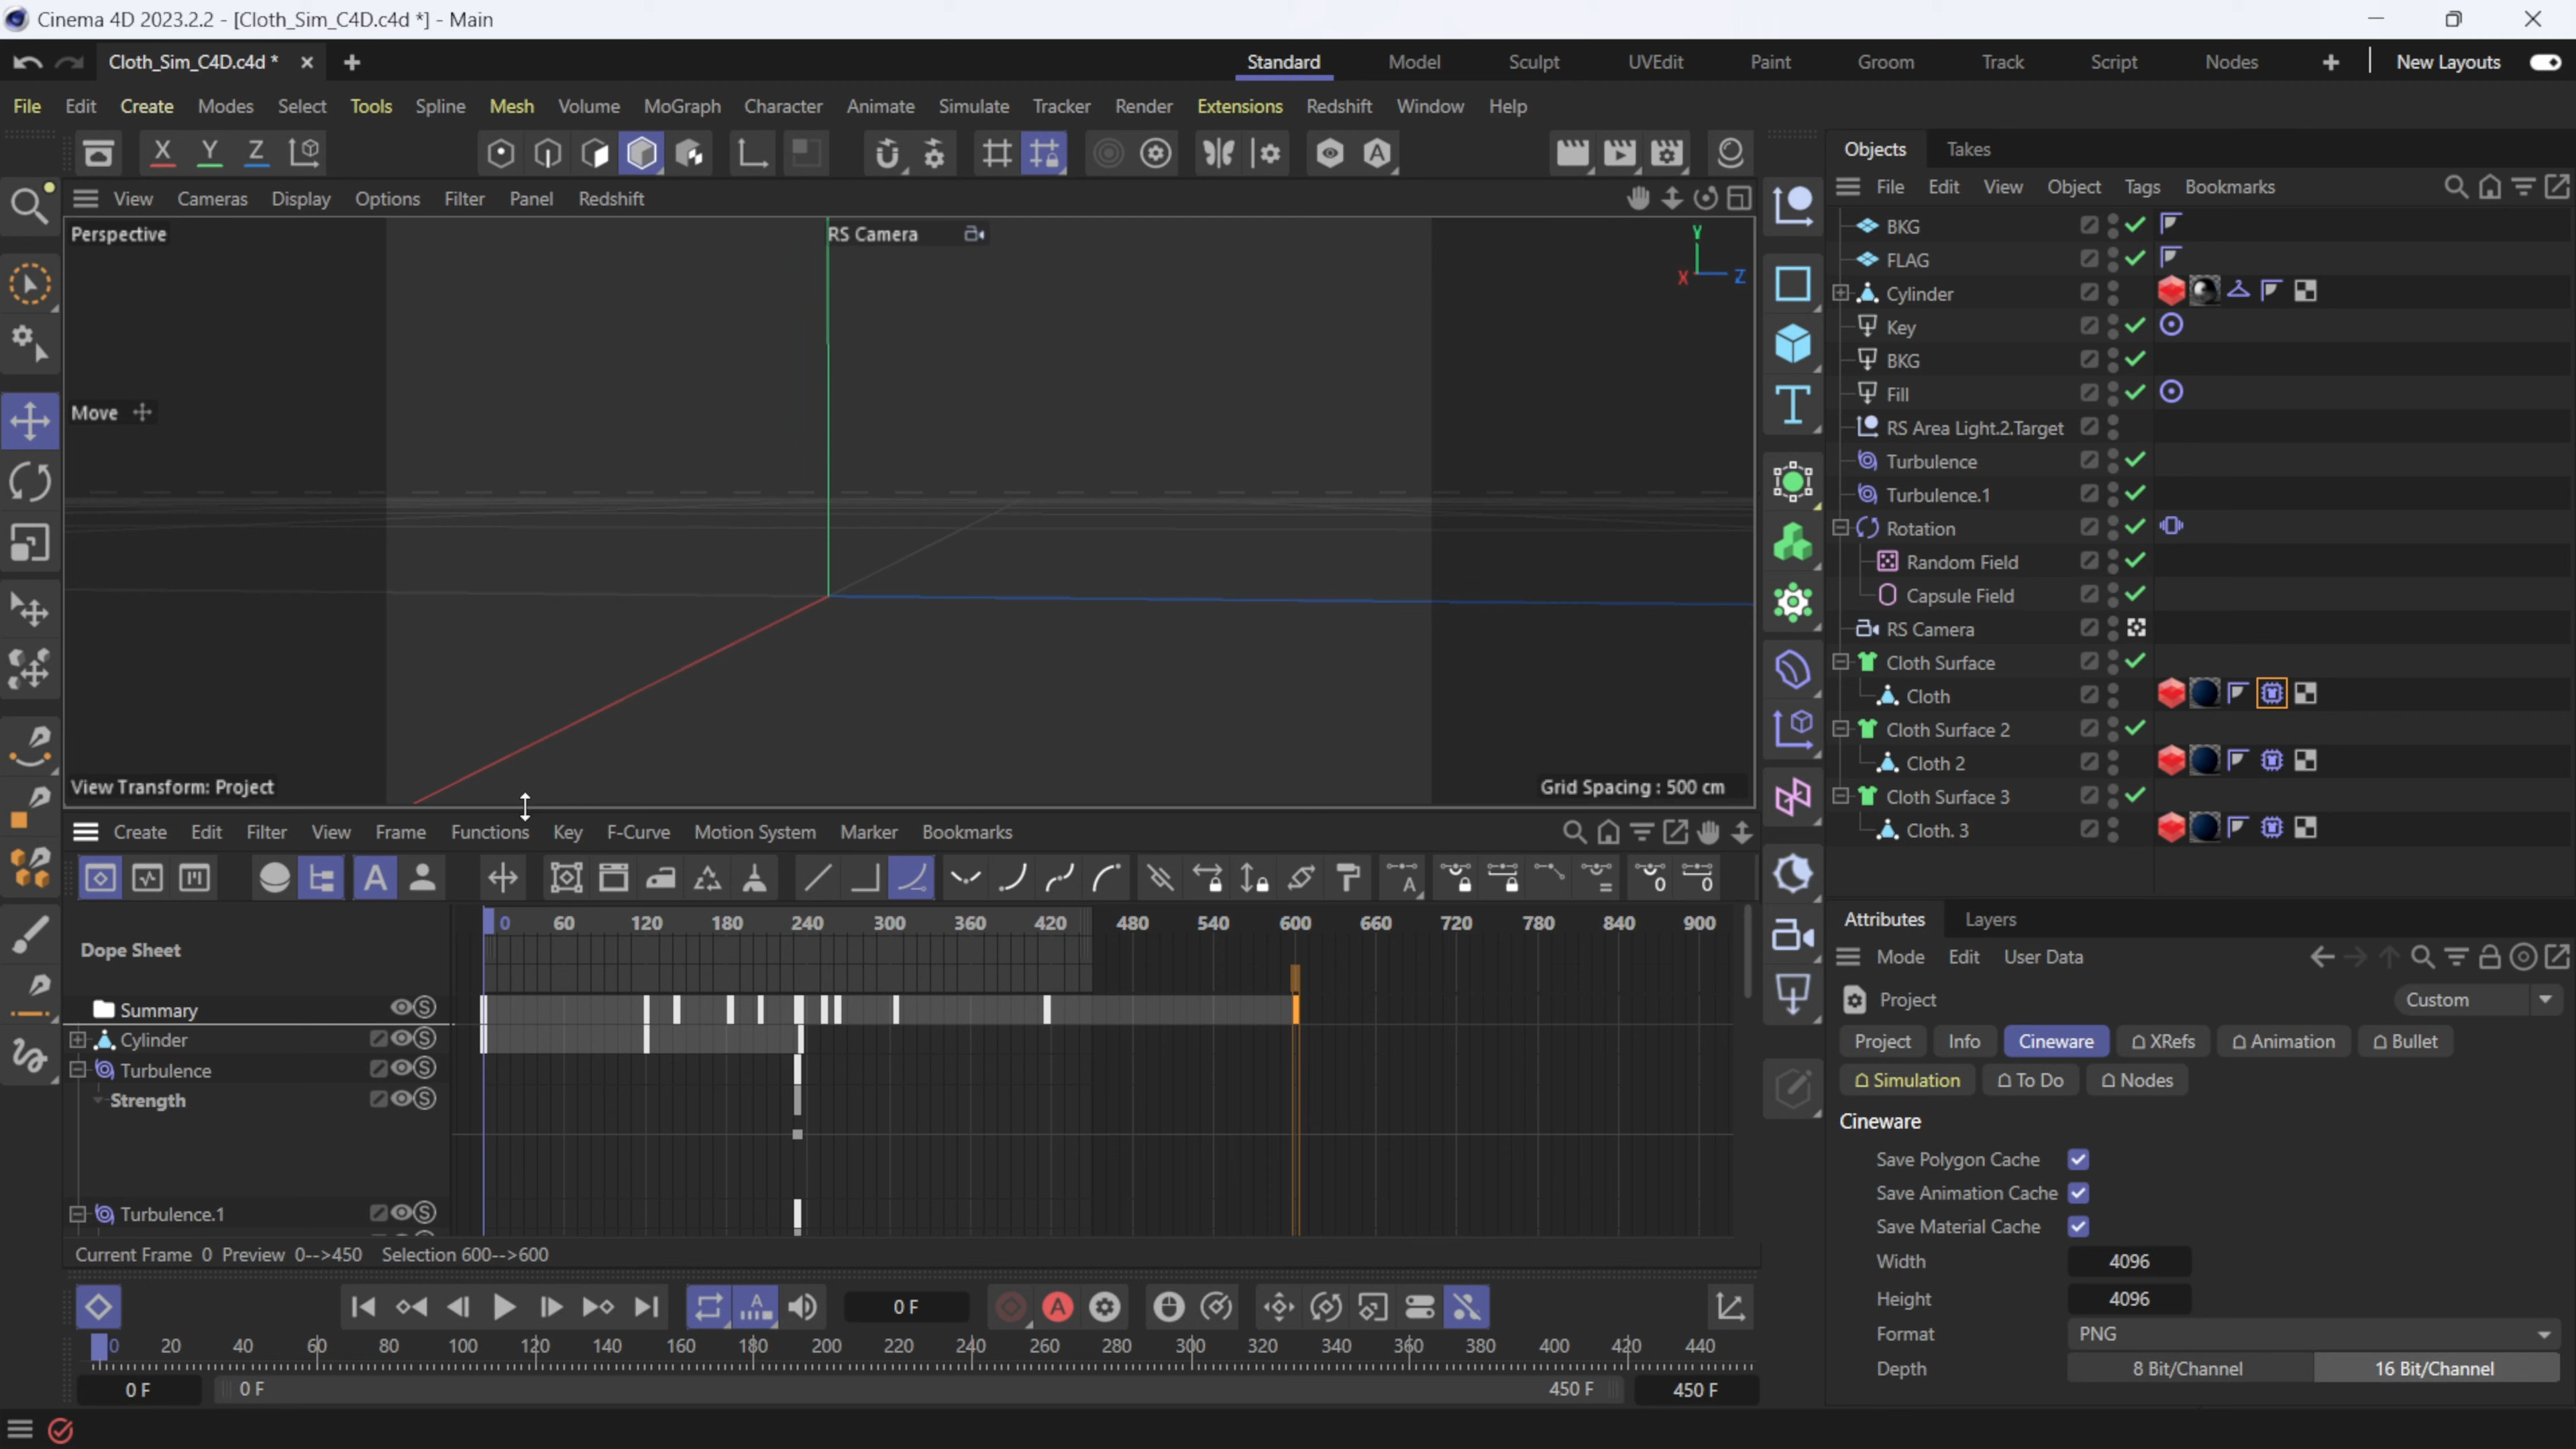 Cinema 4D 2023.2.2 - [Cloth_Sim_C4D.c4d *] - Main
Cloth_Sim_C4D.c4d *
Standard Model Sculpt UVEdit Paint Groom Track Script Nodes New Layouts
File Edit Create Modes Select Tools Spline Mesh Volume MoGraph Character Animate Simulate Tracker Render Extensions Redshift Window Help
X Y Z
View Cameras Display Options Filter Panel Redshift
Perspective RS Camera
Y
X Z
Move
View Transform: Project Grid Spacing : 500 cm
Objects Takes
File Edit View Object Tags Bookmarks
BKG
FLAG
Cylinder
Key
BKG
Fill
RS Area Light.2.Target
Turbulence
Turbulence.1
Rotation
Random Field
Capsule Field
RS Camera
Cloth Surface
Cloth
Cloth Surface 2
Cloth 2
Cloth Surface 3
Cloth. 3
Create Edit Filter View Frame Functions Key F-Curve Motion System Marker Bookmarks
0 60 120 180 240 300 360 420 480 540 600 660 720 780 840 900
Dope Sheet
Summary
Cylinder
Turbulence
Strength
Turbulence.1
Current Frame 0 Preview 0-->450 Selection 600-->600
0 F
0 20 40 60 80 100 120 140 160 180 200 220 240 260 280 300 320 340 360 380 400 420 440
0 F 0 F 450 F 450 F
Attributes Layers
Mode Edit User Data
Project Custom
Project Info Cineware XRefs Animation Bullet
Simulation To Do Nodes
Cineware
Save Polygon Cache
Save Animation Cache
Save Material Cache
Width 4096
Height 4096
Format PNG
Depth 8 Bit/Channel 16 Bit/Channel